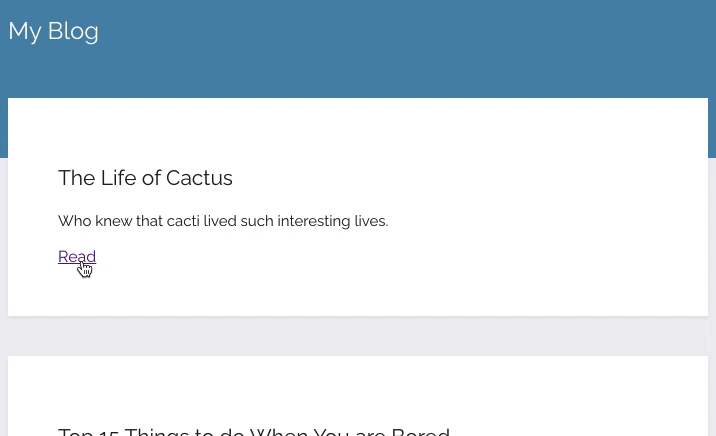 My Blog
The Life of Cactus
Who knew that cacti lived such interesting lives.
Read
Top 15 Things to do When You are Bored